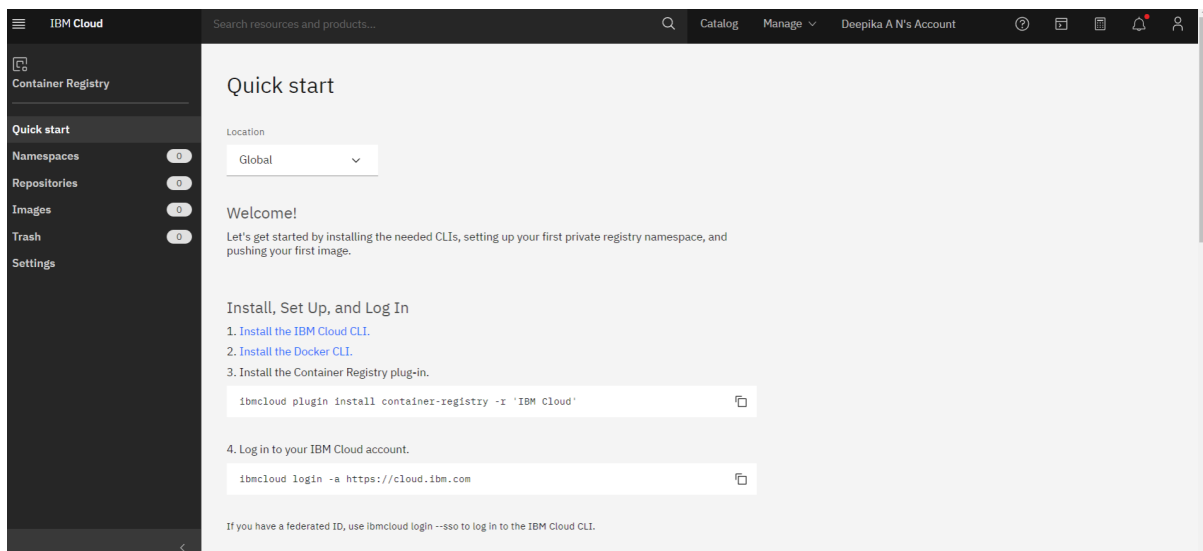 IBM Cloud
Search resources and products...
Catalog
Manage
Deepika A N's Account
Container Registry
Quick start
Namespaces 0
Repositories 0
Images 0
Trash 0
Settings
Quick start
Location
Global
Welcome!
Let's get started by installing the needed CLIs, setting up your first private registry namespace, and
pushing your first image.
Install, Set Up, and Log In
1. Install the IBM Cloud CLI.
2. Install the Docker CLI.
3. Install the Container Registry plug-in.
ibmcloud plugin install container-registry -r 'IBM Cloud'
4. Log in to your IBM Cloud account.
ibmcloud login -a https://cloud.ibm.com
If you have a federated ID, use ibmcloud login --sso to log in to the IBM Cloud CLI.